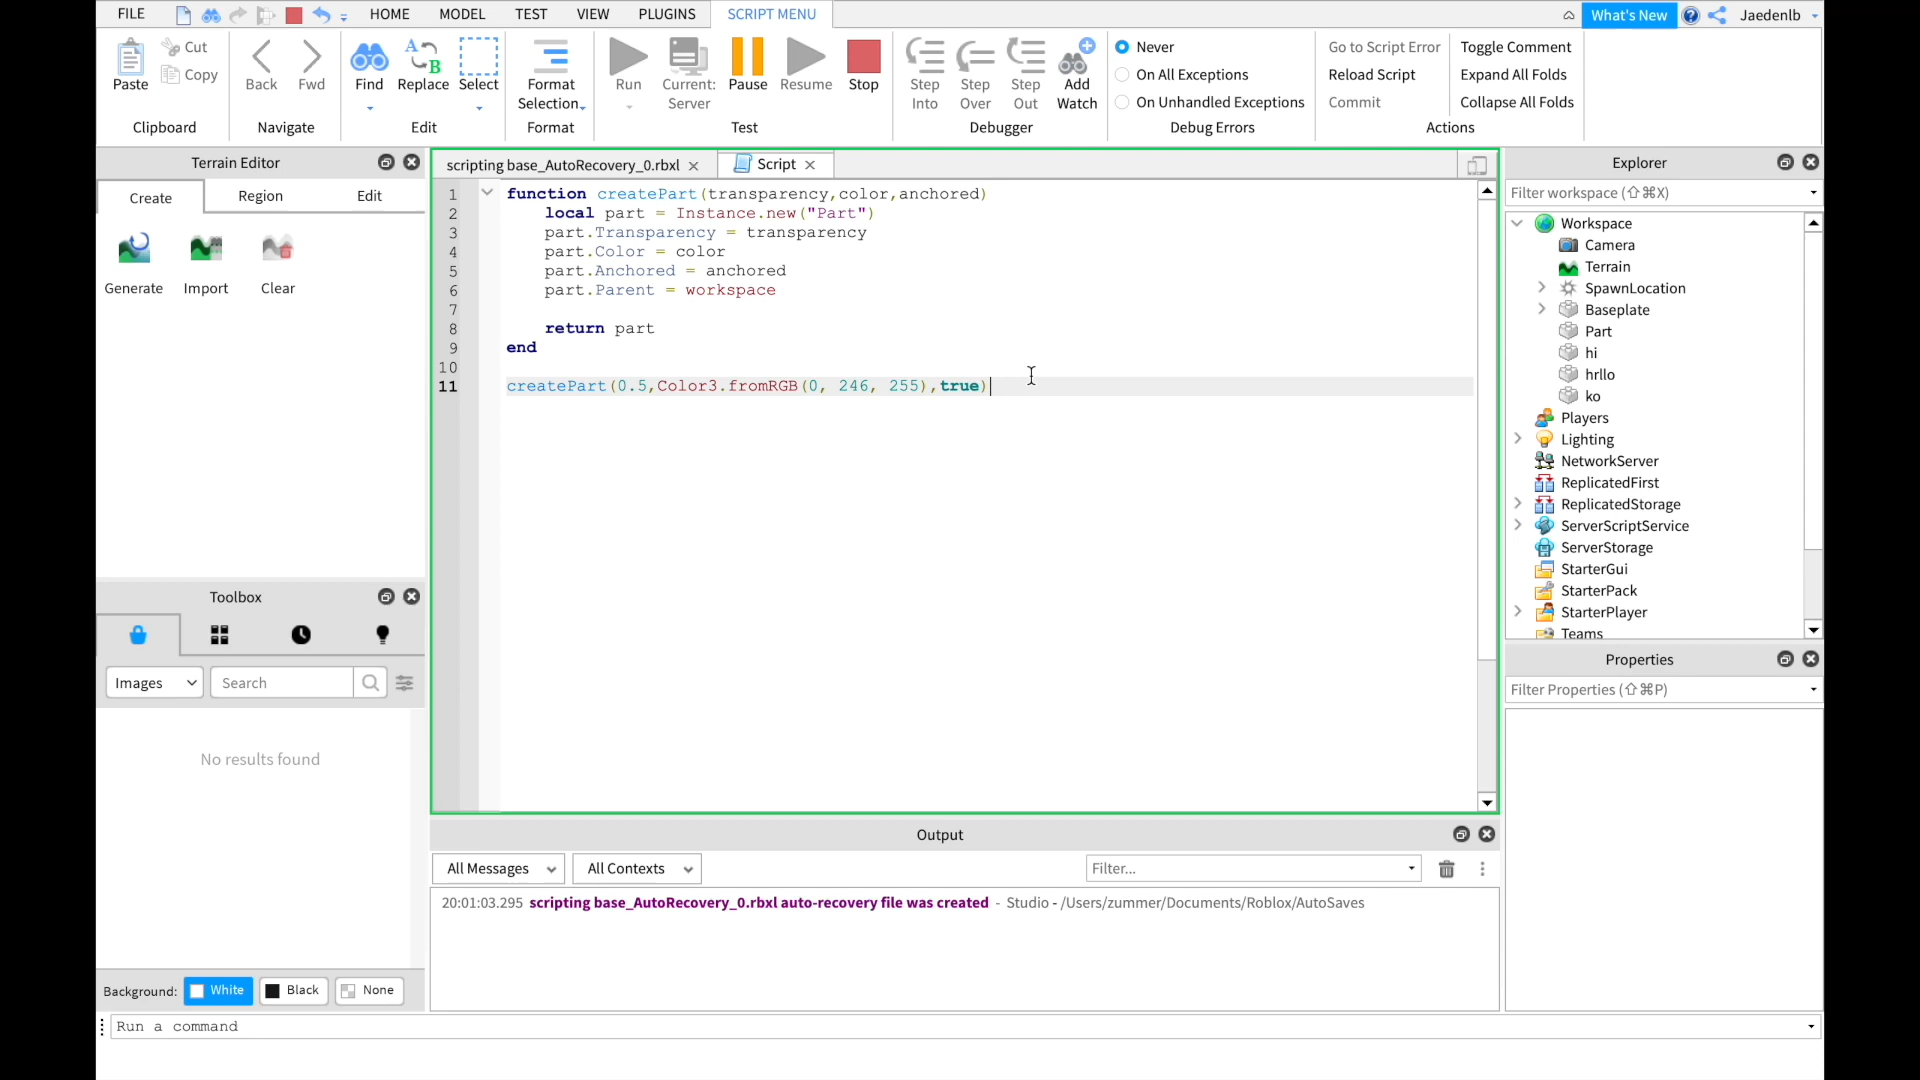 FILE HOME MODEL TEST VIEW PLUGINS SCRIPT MENU What's New Jaedenlb
Paste Cut Copy Back Fwd Find Replace Select Format Selection Run Current: Server Pause Resume Stop Step Into Step Over Step Out Add Watch
Never
On All Exceptions
On Unhandled Exceptions
Go to Script Error Toggle Comment
Reload Script Expand All Folds
Commit Collapse All Folds
Clipboard Navigate Edit Format Test Debugger Debug Errors Actions
Terrain Editor
Create Region Edit
Generate Import Clear
Toolbox
Images Search
No results found
Background: White Black None
scripting base_AutoRecovery_0.rbxl Script
1 function createPart(transparency,color,anchored)
2 local part = Instance.new("Part")
3 part.Transparency = transparency
4 part.Color = color
5 part.Anchored = anchored
6 part.Parent = workspace
7
8 return part
9 end
10
11 createPart(0.5,Color3.fromRGB(0, 246, 255),true)
Output
All Messages All Contexts Filter...
20:01:03.295 scripting base_AutoRecovery_0.rbxl auto-recovery file was created - Studio - /Users/zummer/Documents/Roblox/AutoSaves
Explorer
Filter workspace (⇧⌘X)
Workspace
Camera
Terrain
SpawnLocation
Baseplate
Part
hi
hrllo
ko
Players
Lighting
NetworkServer
ReplicatedFirst
ReplicatedStorage
ServerScriptService
ServerStorage
StarterGui
StarterPack
StarterPlayer
Teams
Properties
Filter Properties (⇧⌘P)
Run a command